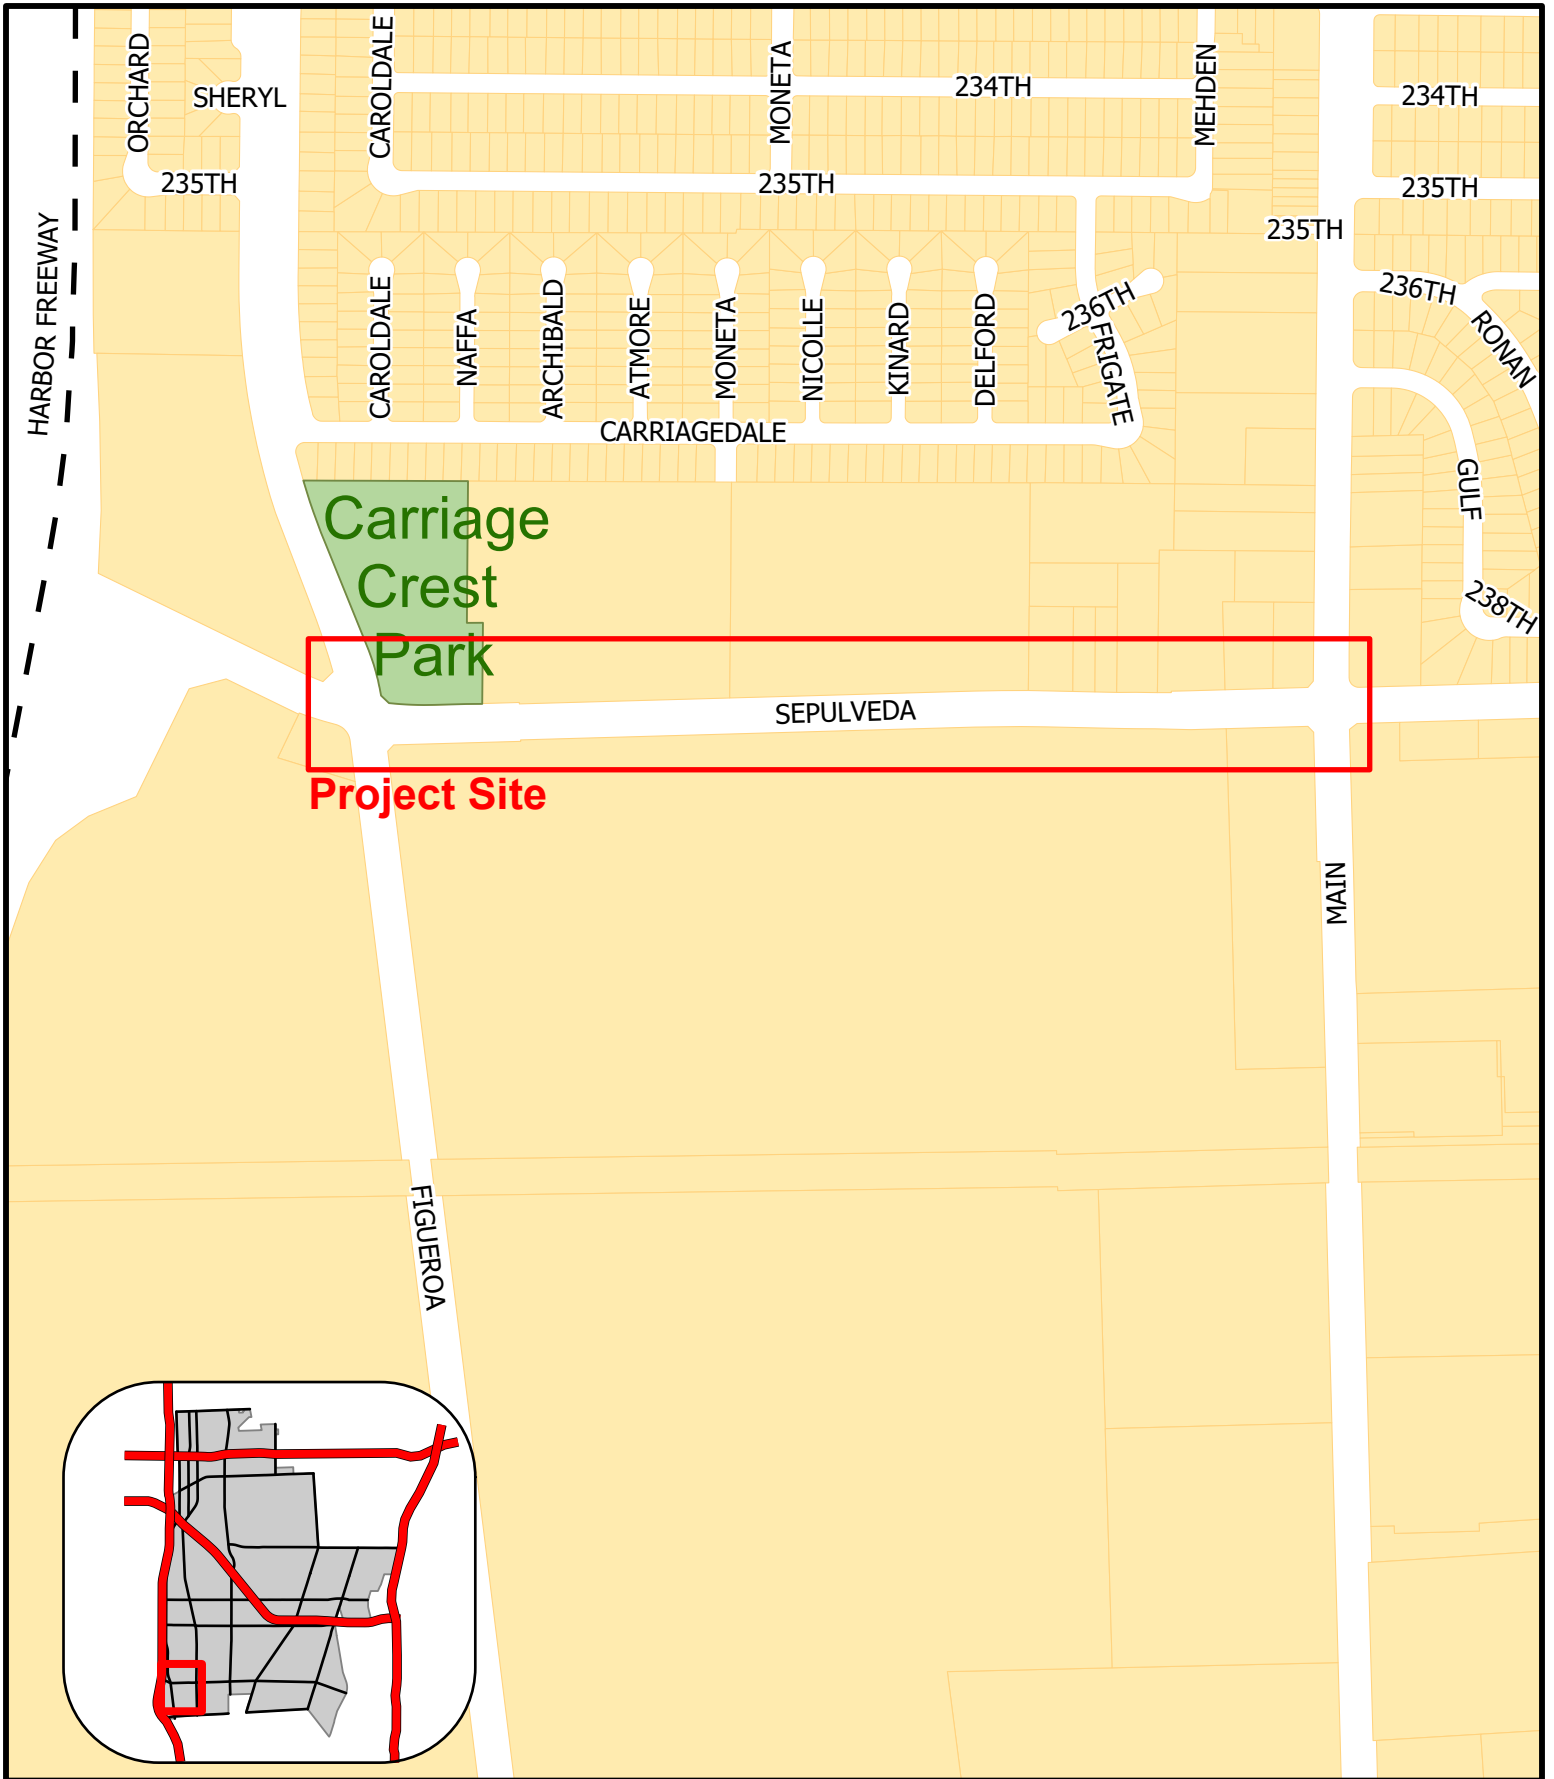 ORCHARD
CAROLDALE
MONETA
MEHDEN
SHERYL
234TH
234TH
235TH
235TH
235TH
235TH
HARBOR FREEWAY
CAROLDALE
NAFFA
ARCHIBALD
ATMORE
MONETA
NICOLLE
KINARD
DELFORD
236TH
FRIGATE
236TH
RONAN
CARRIAGEDALE
GULF
Carriage
Crest
Park
238TH
SEPULVEDA
Project Site
MAIN
FIGUEROA